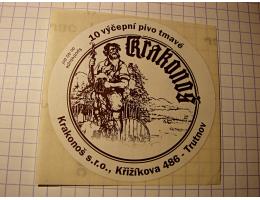 10 výčepní pivo tmavé
Krakonoš
Krakonoš s.r.o., Křižíkova 486 - Trutnov